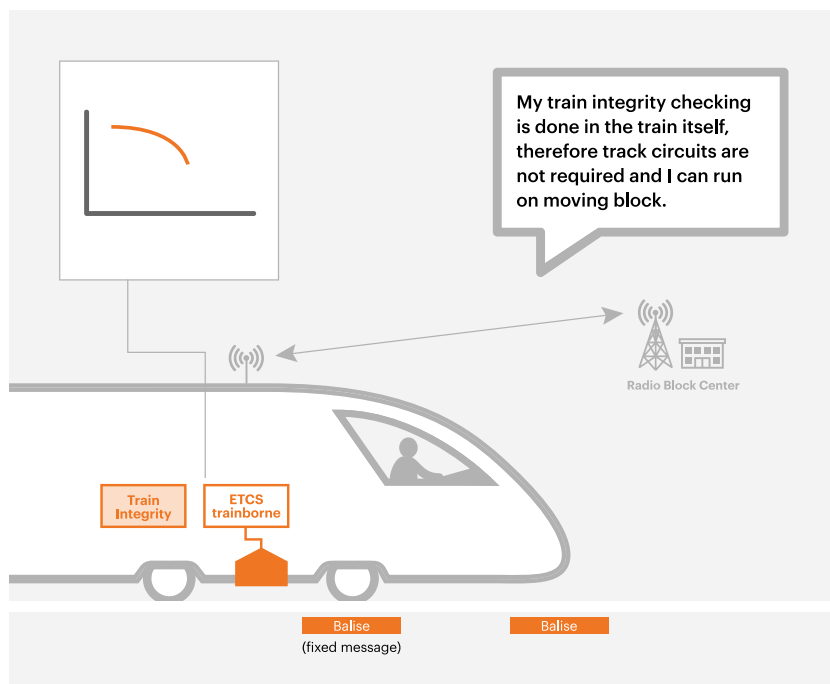 My train integrity checking
is done in the train itself,
therefore track circuits are
not required and I can run
on moving block.
Radio Block Center
Train
Integrity
ETCS
trainborne
Balise
Balise
(fixed message)